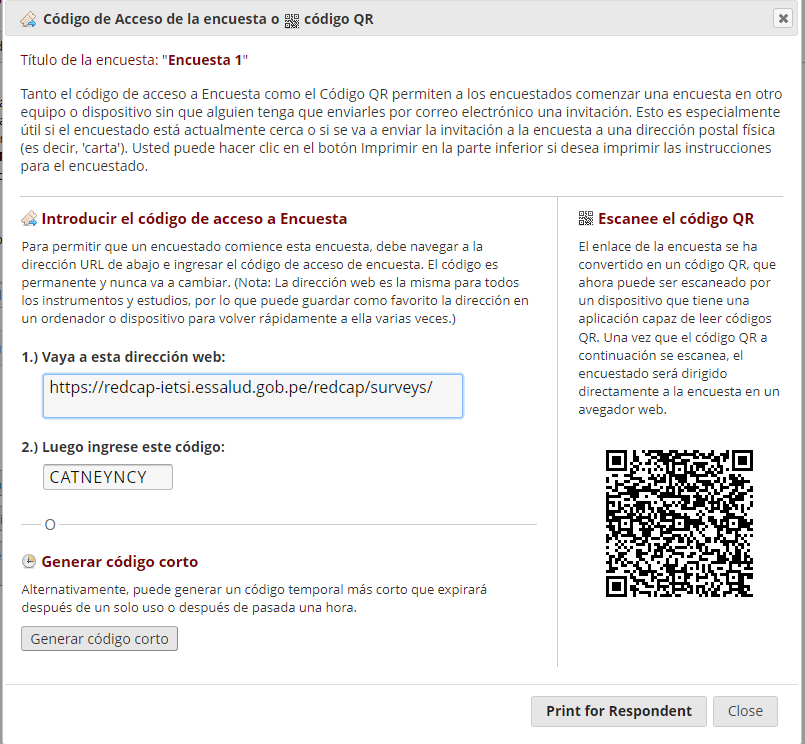 Código de Acceso de la encuesta o código QR
Título de la encuesta: "Encuesta 1"
Tanto el código de acceso a Encuesta como el Código QR permiten a los encuestados comenzar una encuesta en otro
equipo o dispositivo sin que alguien tenga que enviarles por correo electrónico una invitación. Esto es especialmente
útil si el encuestado está actualmente cerca o si se va a enviar la invitación a la encuesta a una dirección postal física
(es decir, 'carta'). Usted puede hacer clic en el botón Imprimir en la parte inferior si desea imprimir las instrucciones
para el encuestado.
Introducir el código de acceso a Encuesta
Para permitir que un encuestado comience esta encuesta, debe navegar a la
dirección URL de abajo e ingresar el código de acceso de encuesta. El código es
permanente y nunca va a cambiar. (Nota: La dirección web es la misma para todos
los instrumentos y estudios, por lo que puede guardar como favorito la dirección en
un ordenador o dispositivo para volver rápidamente a ella varias veces.)
1.) Vaya a esta dirección web:
https://redcap-ietsi.essalud.gob.pe/redcap/surveys/
2.) Luego ingrese este código:
CATNEYNCY
O
Generar código corto
Alternativamente, puede generar un código temporal más corto que expirará
después de un solo uso o después de pasada una hora.
Generar código corto
Escanee el código QR
El enlace de la encuesta se ha
convertido en un código QR, que
ahora puede ser escaneado por
un dispositivo que tiene una
aplicación capaz de leer códigos
QR. Una vez que el código QR a
continuación se escanea, el
encuestado será dirigido
directamente a la encuesta en un
avegador web.
Print for Respondent
Close